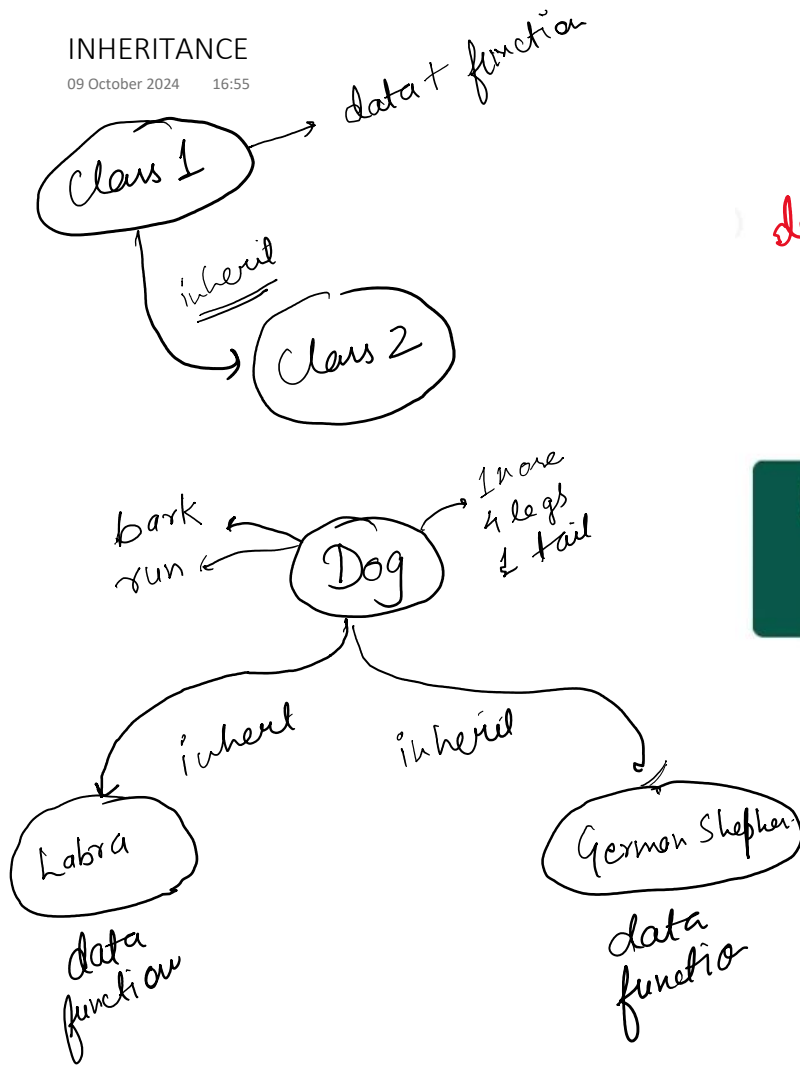 INHERITANCE
09 October 2024 16:55
data + function
Class 1
inherit
Class 2
1 nose
4 legs
1 tail
bark
run
Dog
inherit
inherit
Labra
German Shepher
data
function
data
functio